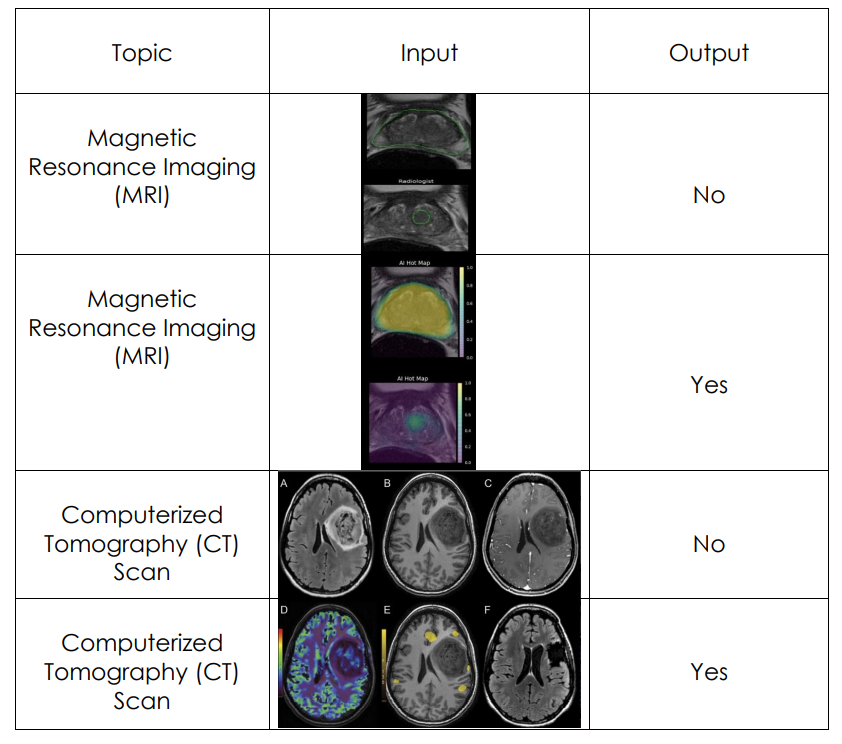 Topic Input Output
Magnetic
Resonance Imaging
(MRI)
Radiologist
No
Magnetic
Resonance Imaging
(MRI)
AI Hot Map
1.0
0.8
0.6
0.4
0.2
0.0
AI Hot Map
1.0
0.8
0.6
0.4
0.2
0.0
Yes
Computerized
Tomography (CT)
Scan
A B C
No
Computerized
Tomography (CT)
Scan
D E F
Yes